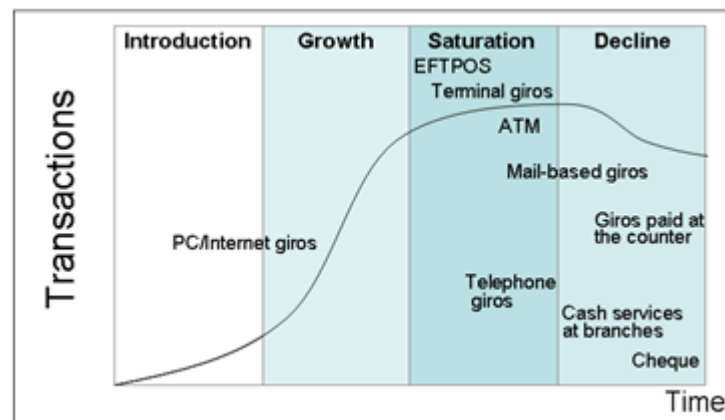 Introduction
Growth
Saturation
Decline
EFTPOS
Terminal giros
ATM
Mail-based giros
Giros paid at
the counter
PC/Internet giros
Telephone
giros
Cash services
at branches
Cheque
Transactions
Time